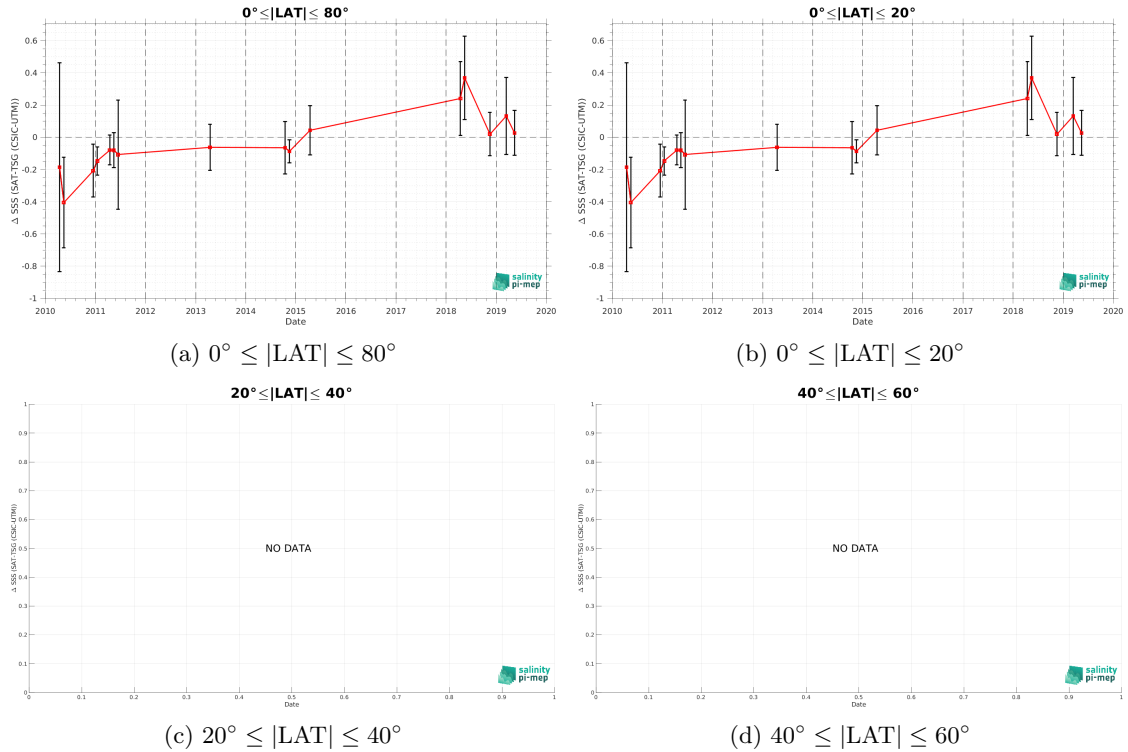 0°≤|LAT|≤ 80°
Δ SSS (SAT-TSG (CSIC-UTM))
0.6
0.4
0.2
0
-0.2
-0.4
-0.6
-0.8
-1
2010 2011 2012 2013 2014 2015 2016 2017 2018 2019 2020
Date
salinity
pi-mep
(a) 0° ≤ |LAT| ≤ 80°
0°≤|LAT|≤ 20°
Δ SSS (SAT-TSG (CSIC-UTM))
0.6
0.4
0.2
0
-0.2
-0.4
-0.6
-0.8
-1
2010 2011 2012 2013 2014 2015 2016 2017 2018 2019 2020
Date
salinity
pi-mep
(b) 0° ≤ |LAT| ≤ 20°
20°≤|LAT|≤ 40°
Δ SSS (SAT-TSG (CSIC-UTM))
1
0.9
0.8
0.7
0.6
0.5
0.4
0.3
0.2
0.1
0
NO DATA
0 0.1 0.2 0.3 0.4 0.5 0.6 0.7 0.8 0.9 1
Date
salinity
pi-mep
(c) 20° ≤ |LAT| ≤ 40°
40°≤|LAT|≤ 60°
Δ SSS (SAT-TSG (CSIC-UTM))
1
0.9
0.8
0.7
0.6
0.5
0.4
0.3
0.2
0.1
0
NO DATA
0 0.1 0.2 0.3 0.4 0.5 0.6 0.7 0.8 0.9 1
Date
salinity
pi-mep
(d) 40° ≤ |LAT| ≤ 60°